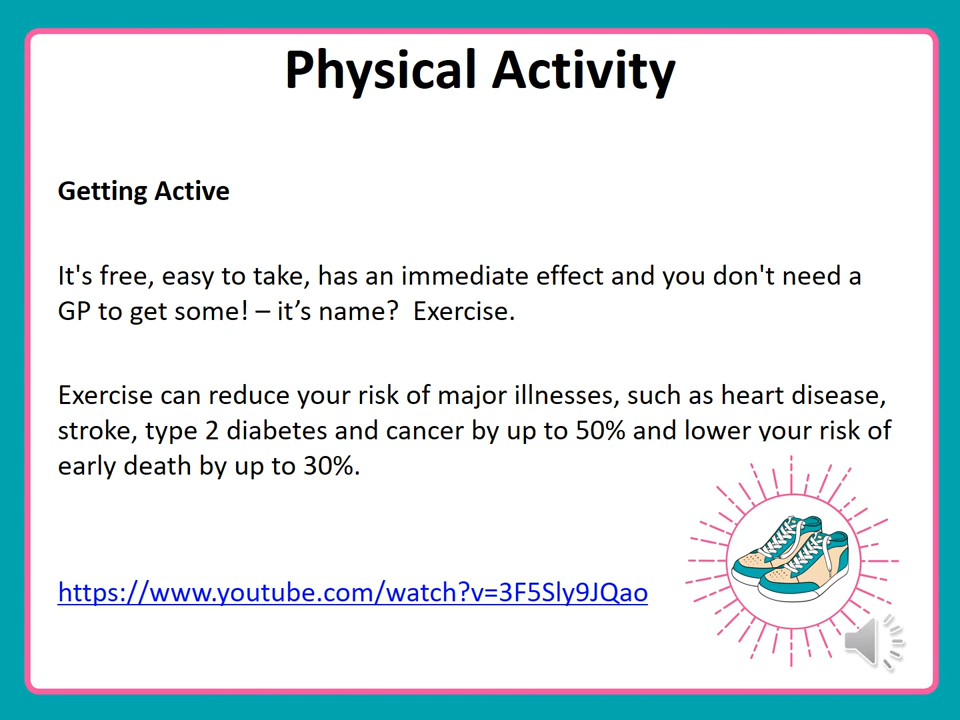 Physical Activity
Getting Active
It's free, easy to take, has an immediate effect and you don't need a
GP to get some! – it’s name?  Exercise.
Exercise can reduce your risk of major illnesses, such as heart disease,
stroke, type 2 diabetes and cancer by up to 50% and lower your risk of
early death by up to 30%.
https://www.youtube.com/watch?v=3F5Sly9JQao